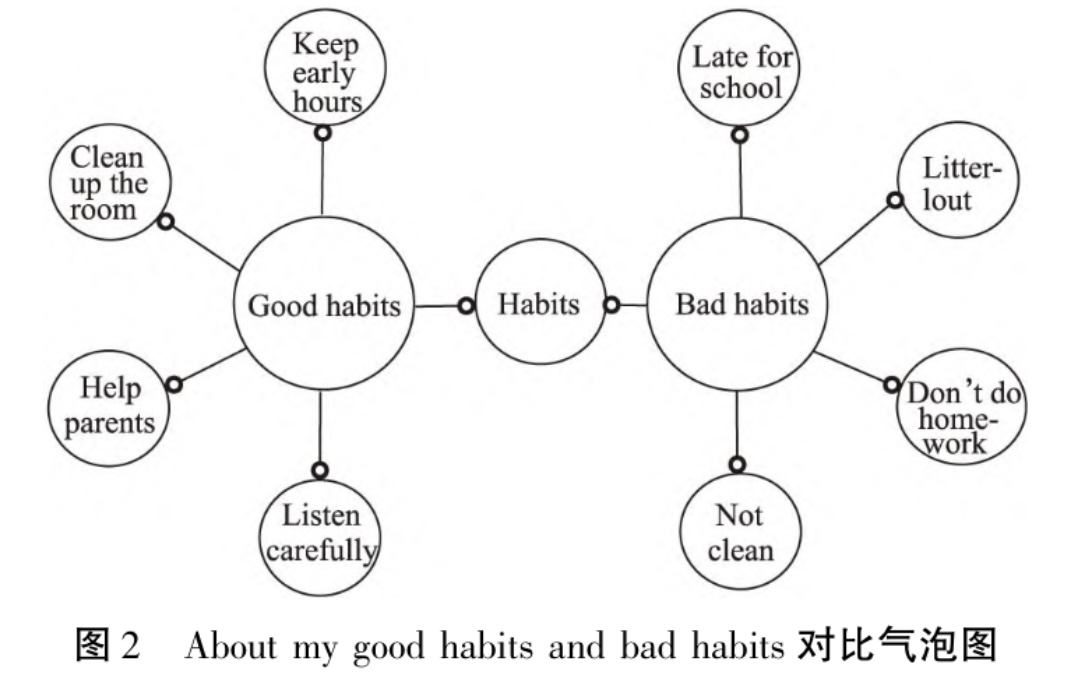 Keep
early
hours
Late for
school
Clean
up the
room
Litter-
lout
Good habits
Habits
Bad habits
Help
parents
Don't do
home-
work
Listen
carefully
Not
clean
图2 About my good habits and bad habits 对比气泡图